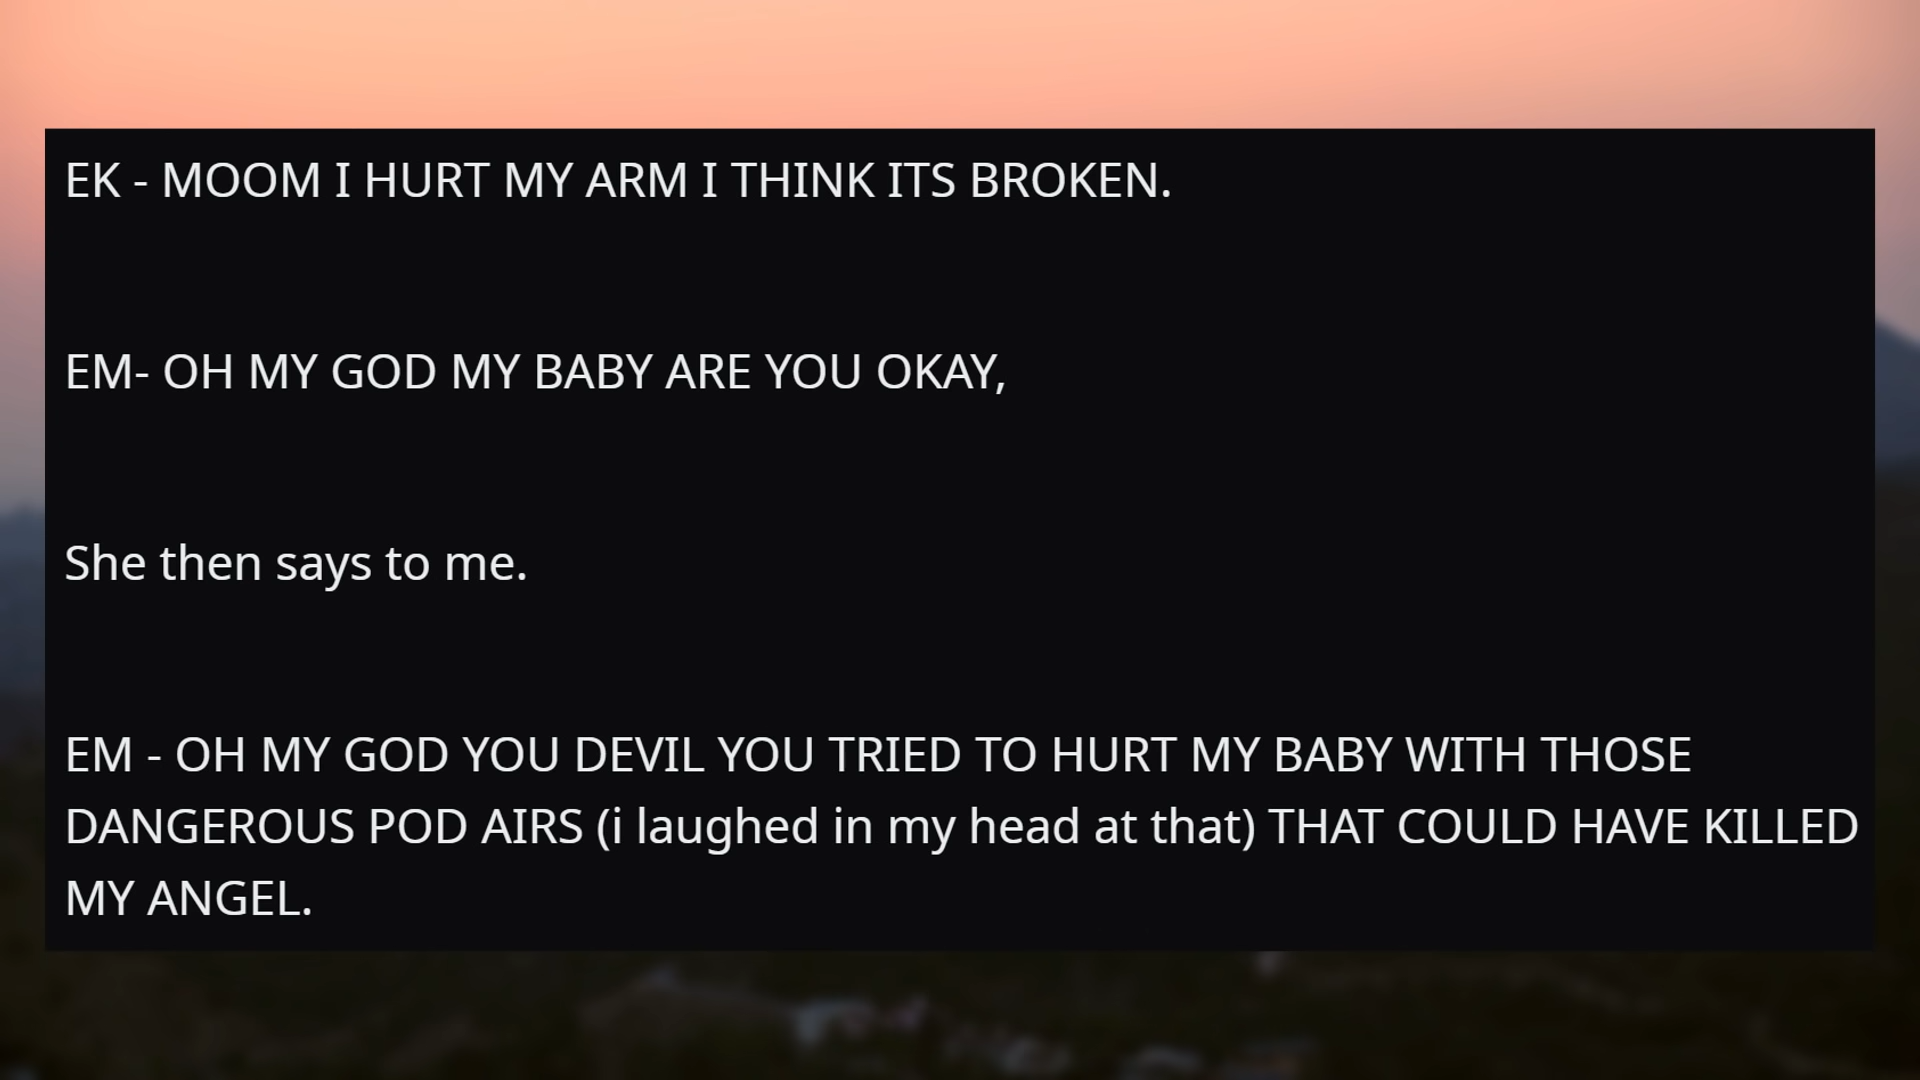 EK - MOOM I HURT MY ARM I THINK ITS BROKEN.
EM- OH MY GOD MY BABY ARE YOU OKAY,
She then says to me.
EM - OH MY GOD YOU DEVIL YOU TRIED TO HURT MY BABY WITH THOSE
DANGEROUS POD AIRS (i laughed in my head at that) THAT COULD HAVE KILLED
MY ANGEL.